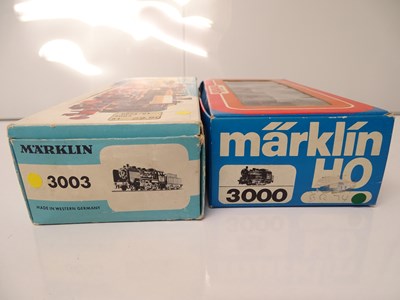 MÄRKLIN
3003
MADE IN WESTERN-GERMANY
märklin
HO
3000